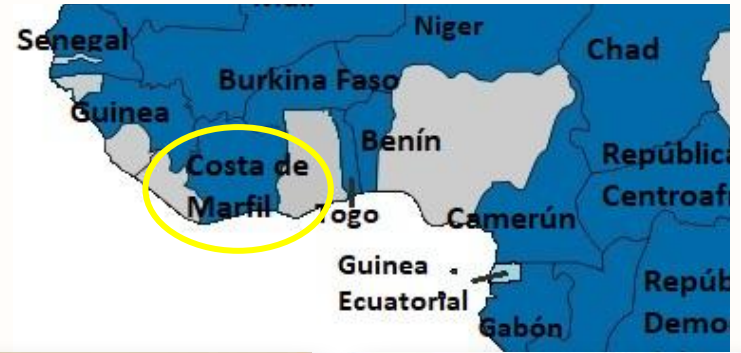 Niger
Senegal
Chad
Burkina Faso
Guinea
Benín
Costa de
Marfil
Togo
Camerún
Guinea
Ecuatorial
Gabón